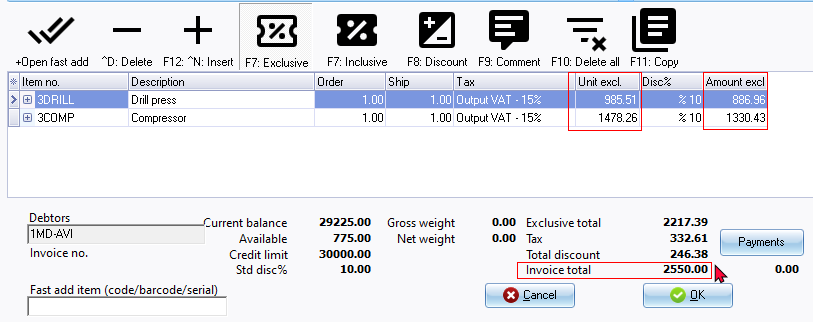 +Open fast add ^D: Delete F12: ^N: Insert F7: Exclusive F7: Inclusive F8: Discount F9: Comment F10: Delete all F11: Copy
Item no. Description Order Ship Tax Unit excl. Disc% Amount excl
3DRILL Drill press 1.00 1.00 Output VAT - 15% 985.51 % 10 886.96
3COMP Compressor 1.00 1.00 Output VAT - 15% 1478.26 % 10 1330.43
Debtors Current balance 29225.00 Gross weight 0.00 Exclusive total 2217.39
1MD-AVI Available 775.00 Net weight 0.00 Tax 332.61 Payments
Invoice no. Credit limit 30000.00 Total discount 246.38
Std disc% 10.00 Invoice total 2550.00 0.00
Fast add item (code/barcode/serial) Cancel OK